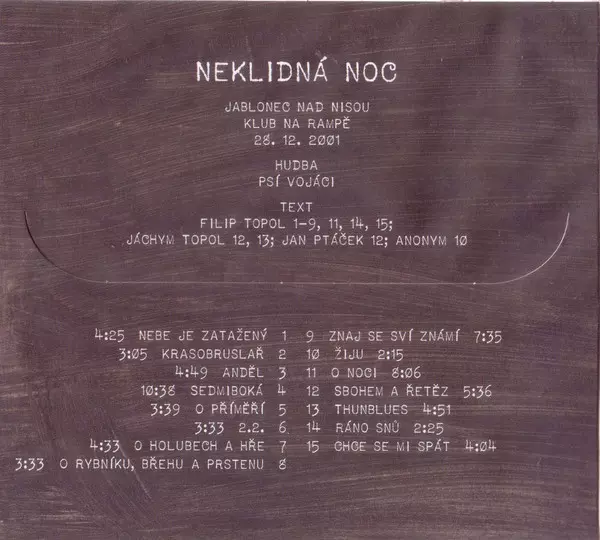 NEKLIDNÁ NOC
JABLONEC NAD NISOU
KLUB NA RAMPĚ
28. 12. 2001
HUDBA
PSÍ VOJÁCI
TEXT
FILIP TOPOL 1-9, 11, 14, 15;
JÁCHYM TOPOL 12, 13; JAN PTÁČEK 12; ANONYM 10
4:25 NEBE JE ZATAŽENÝ 1
3:05 KRASOBRUSLAŘ 2
4:49 ANDĚL 3
10:38 SEDMIBOKÁ 4
3:39 O PŘÍMĚŘÍ 5
3:33 2.2. 6
4:33 O HOLUBECH A HŘE 7
3:33 O RYBNÍKU, BŘEHU A PRSTENU 8
9 ZNAJ SE SVÍ ZNÁMÍ 7:35
10 ŽIJU 2:15
11 O NOCI 8:06
12 SBOHEM A ŘETĚZ 5:36
13 THUNBLUES 4:51
14 RÁNO SNŮ 2:25
15 CHCE SE MI SPÁT 4:04